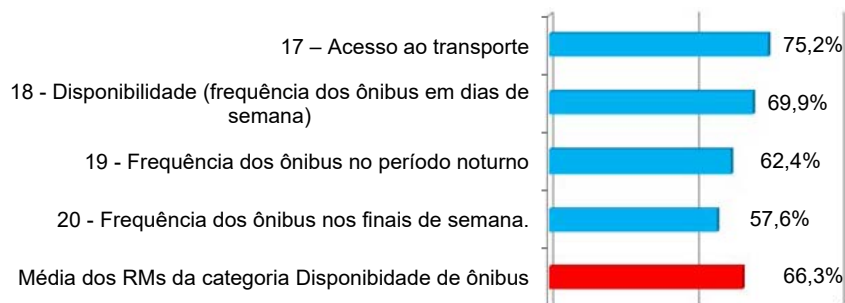 17 – Acesso ao transporte 75,2%
18 - Disponibilidade (frequência dos ônibus em dias de
semana) 69,9%
19 - Frequência dos ônibus no período noturno 62,4%
20 - Frequência dos ônibus nos finais de semana. 57,6%
Média dos RMs da categoria Disponibidade de ônibus 66,3%